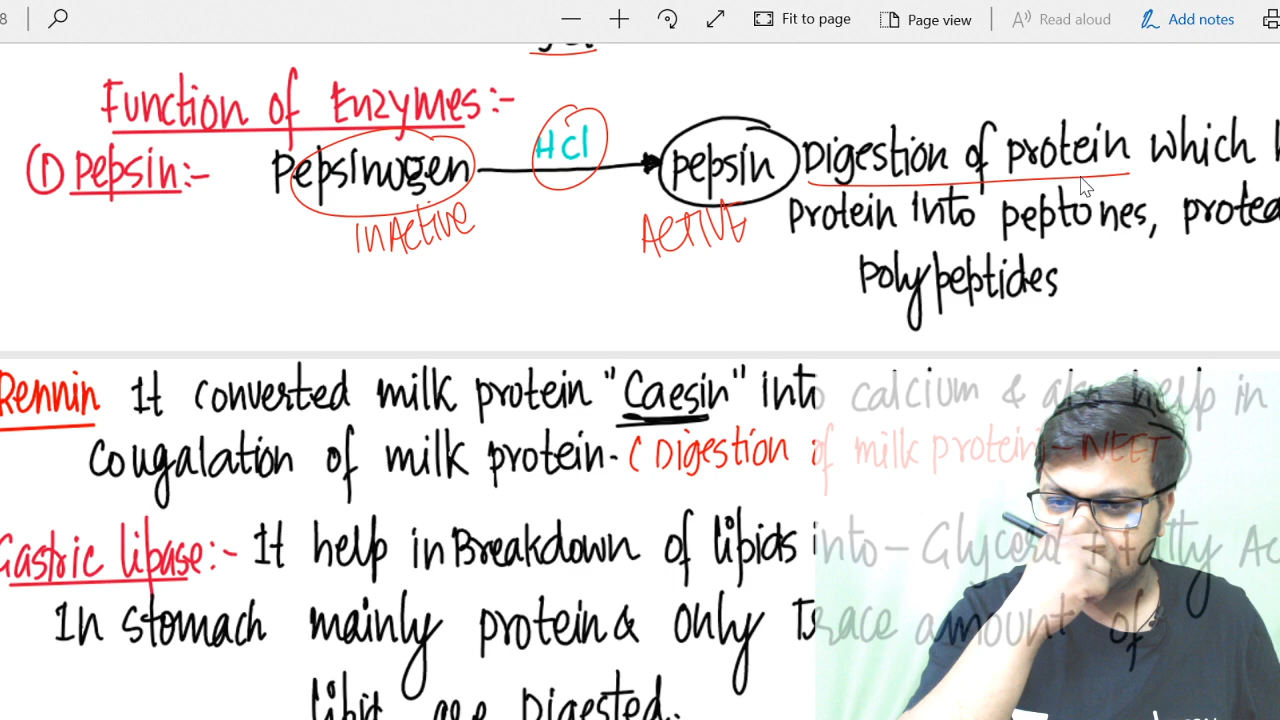 8 Fit to page Page view Read aloud Add notes
Function of Enzymes:-
① Pepsin:- Pepsinogen HCl pepsin Digestion of protein which
InActive ACTIVE protein into peptones,
polypeptides
Rennin It converted milk protein "Caesin" into calcium & also help in
Cougalation of milk protein. (Digestion of milk protein - NEET)
Gastric lipase:- It help in Breakdown of lipids into - Glycerol + Fatty
In stomach mainly protein & only Trace amount of
lipit are Digested.